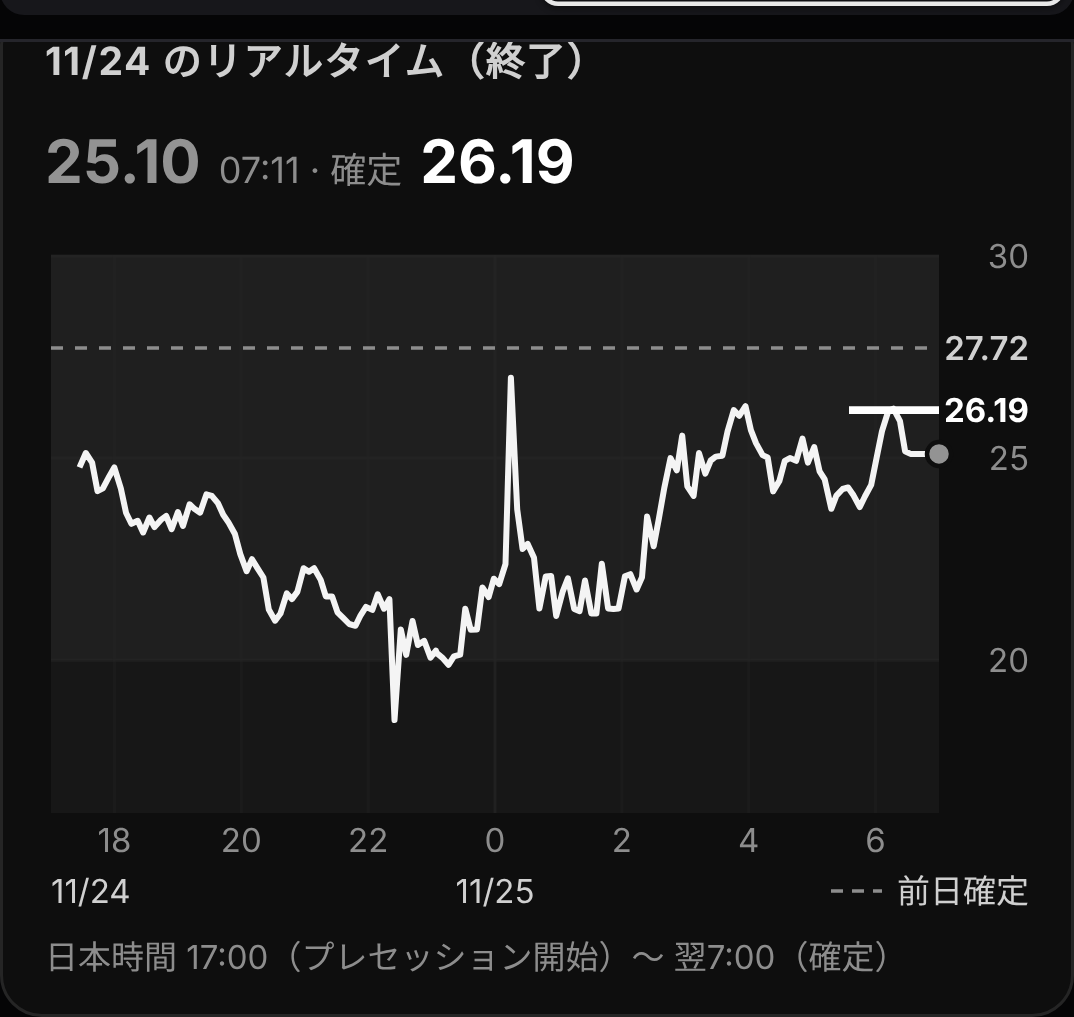 11/24 のリアルタイム（終了）
25.10 07:11 · 確定 26.19
30
27.72
26.19
25
20
18 20 22 0 2 4 6
11/24 11/25 前日確定
日本時間 17:00（プレセッション開始）〜 翌7:00（確定）